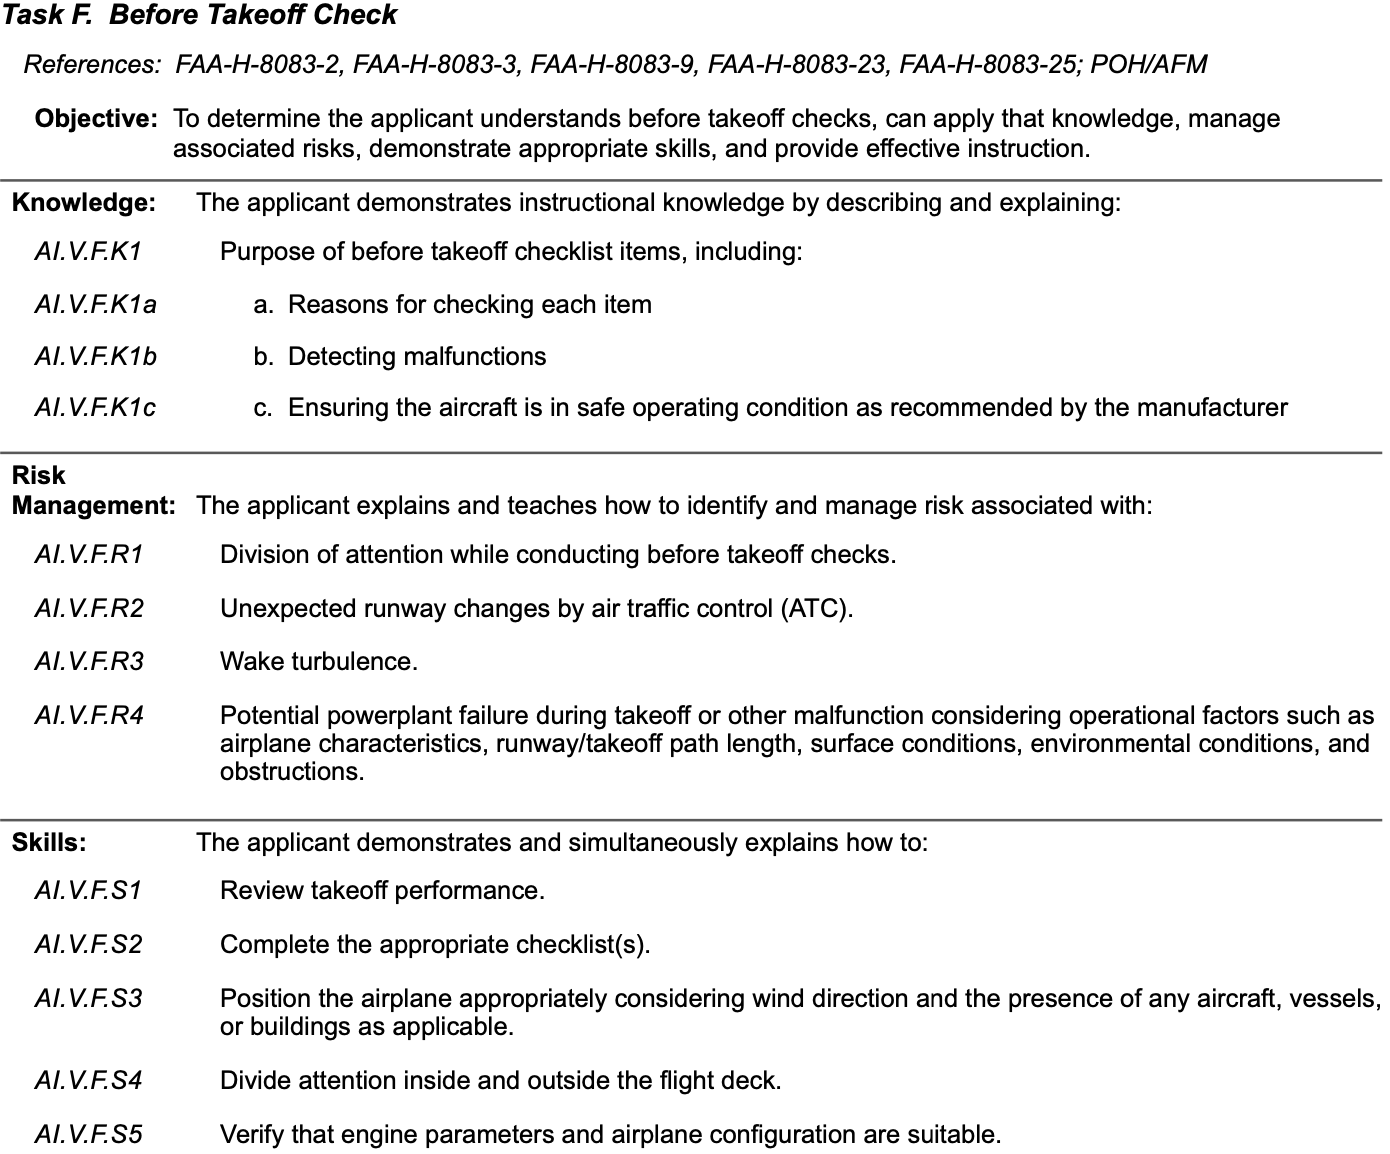 Task F. Before Takeoff Check
References: FAA-H-8083-2, FAA-H-8083-3, FAA-H-8083-9, FAA-H-8083-23, FAA-H-8083-25; POH/AFM
Objective: To determine the applicant understands before takeoff checks, can apply that knowledge, manage
associated risks, demonstrate appropriate skills, and provide effective instruction.
Knowledge: The applicant demonstrates instructional knowledge by describing and explaining:
AI.V.F.K1 Purpose of before takeoff checklist items, including:
AI.V.F.K1a a. Reasons for checking each item
AI.V.F.K1b b. Detecting malfunctions
AI.V.F.K1c c. Ensuring the aircraft is in safe operating condition as recommended by the manufacturer
Risk
Management: The applicant explains and teaches how to identify and manage risk associated with:
AI.V.F.R1 Division of attention while conducting before takeoff checks.
AI.V.F.R2 Unexpected runway changes by air traffic control (ATC).
AI.V.F.R3 Wake turbulence.
AI.V.F.R4 Potential powerplant failure during takeoff or other malfunction considering operational factors such as
airplane characteristics, runway/takeoff path length, surface conditions, environmental conditions, and
obstructions.
Skills: The applicant demonstrates and simultaneously explains how to:
AI.V.F.S1 Review takeoff performance.
AI.V.F.S2 Complete the appropriate checklist(s).
AI.V.F.S3 Position the airplane appropriately considering wind direction and the presence of any aircraft, vessels,
or buildings as applicable.
AI.V.F.S4 Divide attention inside and outside the flight deck.
AI.V.F.S5 Verify that engine parameters and airplane configuration are suitable.